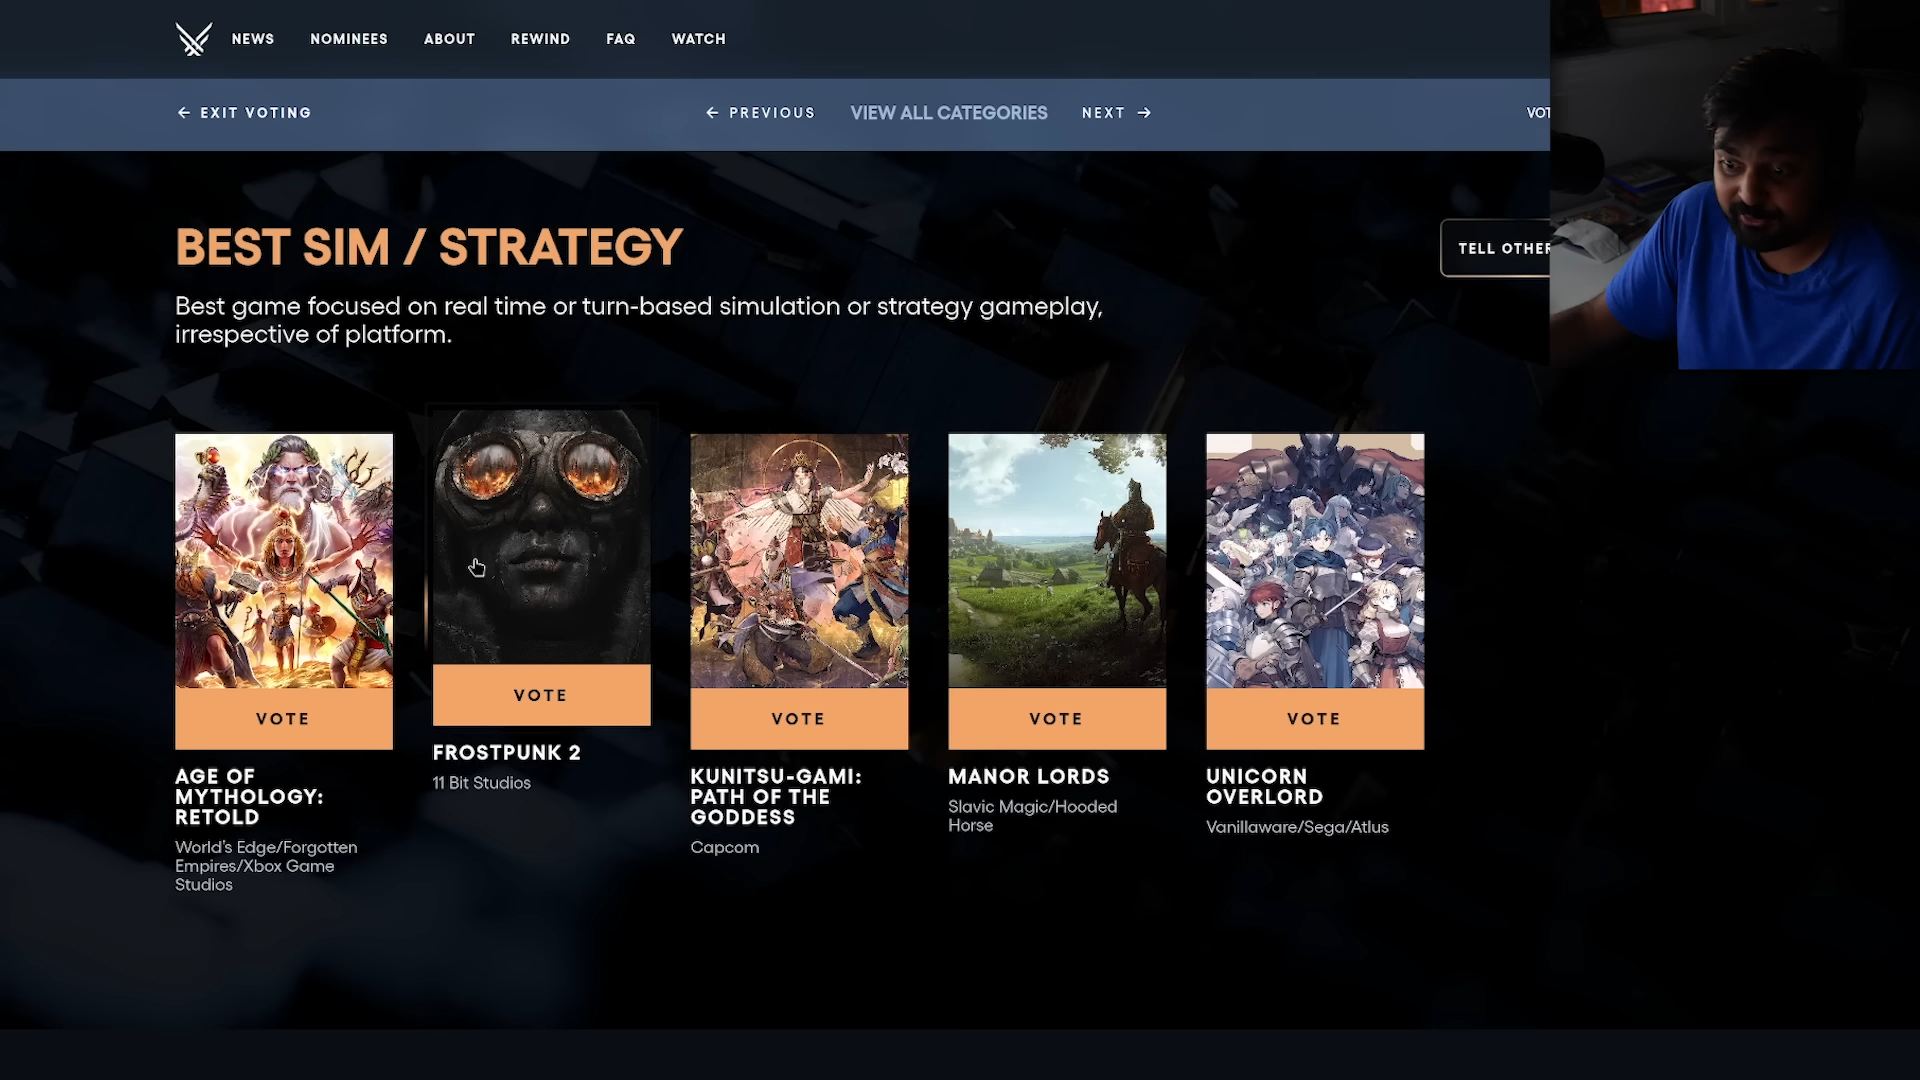 NEWS NOMINEES ABOUT REWIND FAQ WATCH
← EXIT VOTING ← PREVIOUS VIEW ALL CATEGORIES NEXT → VOT
BEST SIM / STRATEGY
TELL OTHER
Best game focused on real time or turn-based simulation or strategy gameplay,
irrespective of platform.
VOTE
AGE OF
MYTHOLOGY:
RETOLD
World's Edge/Forgotten
Empires/Xbox Game
Studios
VOTE
FROSTPUNK 2
11 Bit Studios
VOTE
KUNITSU-GAMI:
PATH OF THE
GODDESS
Capcom
VOTE
MANOR LORDS
Slavic Magic/Hooded
Horse
VOTE
UNICORN
OVERLORD
Vanillaware/Sega/Atlus